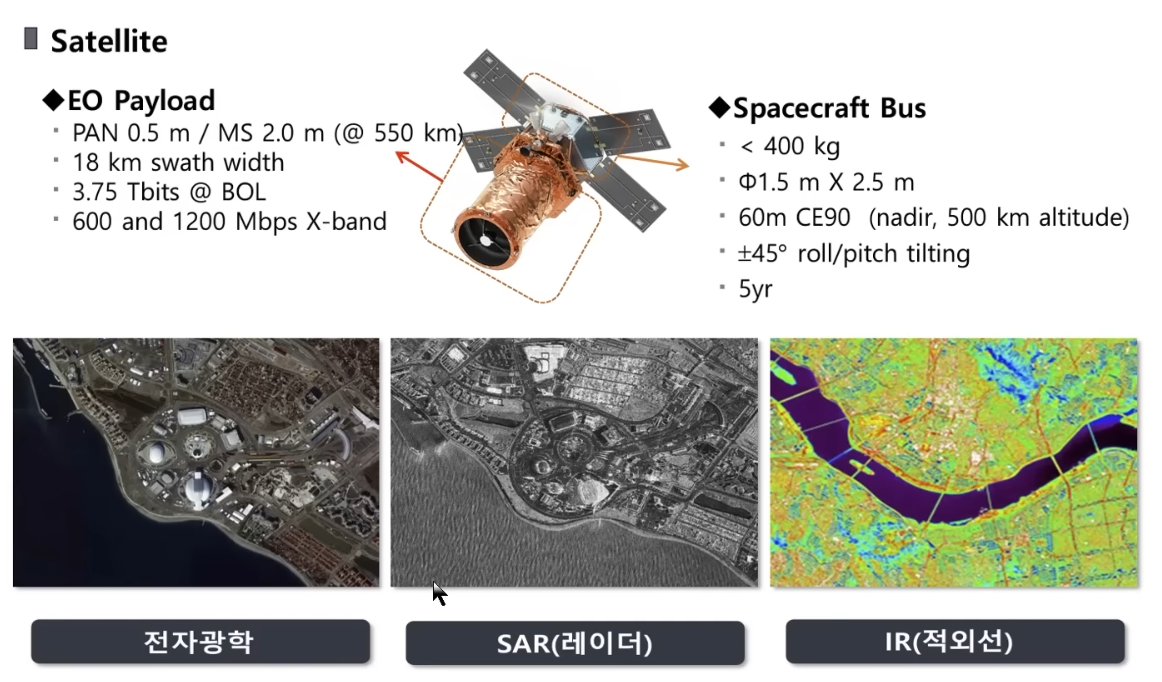 Satellite
◆EO Payload
▪ PAN 0.5 m / MS 2.0 m (@ 550 km)
▪ 18 km swath width
▪ 3.75 Tbits @ BOL
▪ 600 and 1200 Mbps X-band
◆Spacecraft Bus
▪ < 400 kg
▪ Φ1.5 m X 2.5 m
▪ 60m CE90 (nadir, 500 km altitude)
▪ ±45° roll/pitch tilting
▪ 5yr
전자광학
SAR(레이더)
IR(적외선)